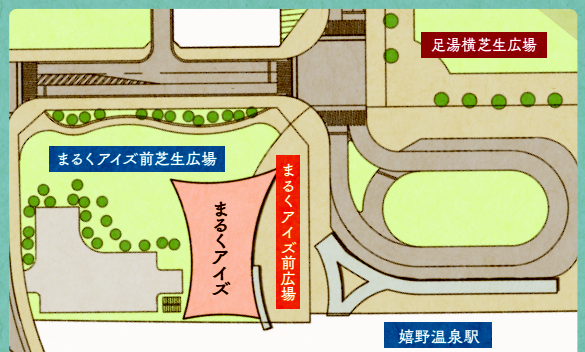 足湯横芝生広場
まるくアイズ前芝生広場
まるくアイズ前広場
まるくアイズ
嬉野温泉駅